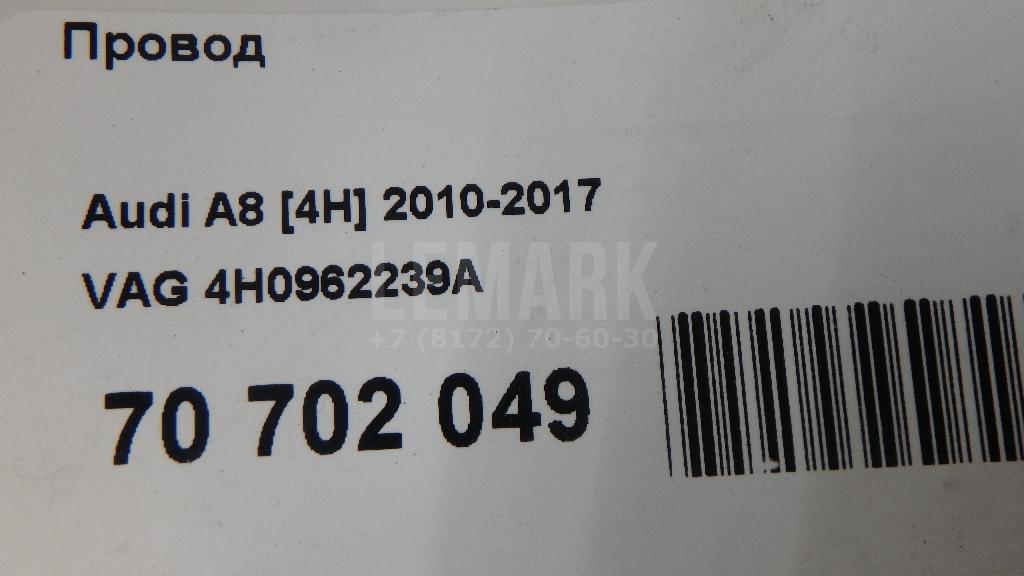 Провод
Audi A8 [4H] 2010-2017
VAG 4H0962239A
LEMARK
+7 (8172) 70-60-30
70 702 049